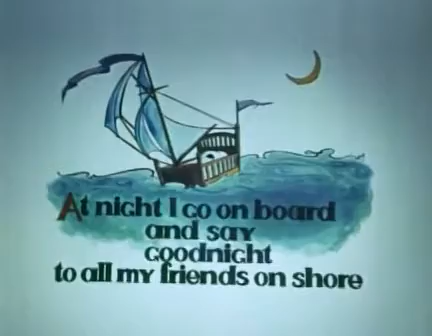 At night I go on board
and say
goodnight
to all my friends on shore